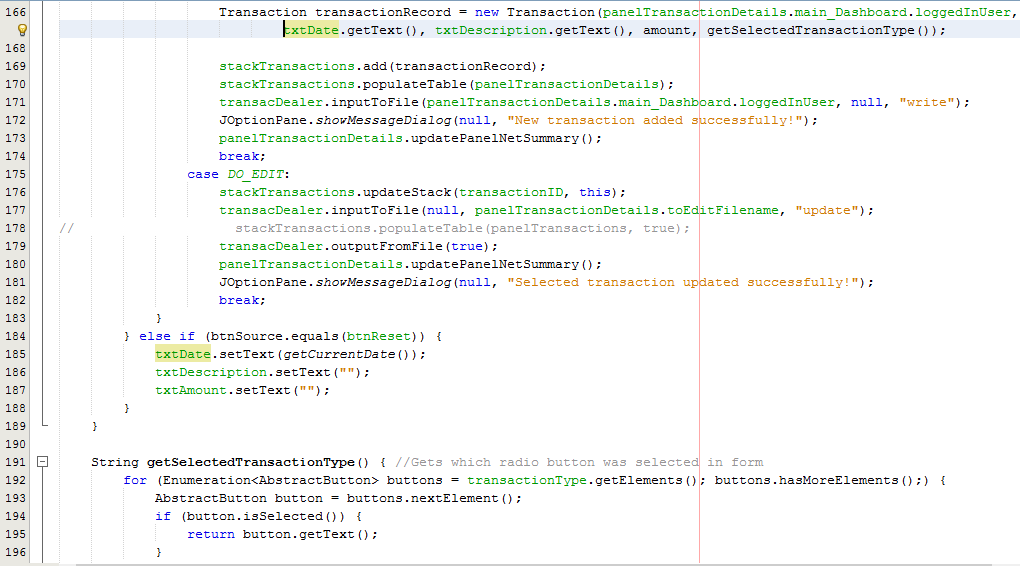 166 Transaction transactionRecord = new Transaction(panelTransactionDetails.main_Dashboard.loggedInUser,
txtDate.getText(), txtDescription.getText(), amount, getSelectedTransactionType());
168
169 stackTransactions.add(transactionRecord);
170 stackTransactions.populateTable(panelTransactionDetails);
171 transacDealer.inputToFile(panelTransactionDetails.main_Dashboard.loggedInUser, null, "write");
172 JOptionPane.showMessageDialog(null, "New transaction added successfully!");
173 panelTransactionDetails.updatePanelNetSummary();
174 break;
175 case DO_EDIT:
176 stackTransactions.updateStack(transactionID, this);
177 transacDealer.inputToFile(null, panelTransactionDetails.toEditFilename, "update");
178 // stackTransactions.populateTable(panelTransactions, true);
179 transacDealer.outputFromFile(true);
180 panelTransactionDetails.updatePanelNetSummary();
181 JOptionPane.showMessageDialog(null, "Selected transaction updated successfully!");
182 break;
183 }
184 } else if (btnSource.equals(btnReset)) {
185 txtDate.setText(getCurrentDate());
186 txtDescription.setText("");
187 txtAmount.setText("");
188 }
189 }
190
191 String getSelectedTransactionType() { //Gets which radio button was selected in form
192 for (Enumeration<AbstractButton> buttons = transactionType.getElements(); buttons.hasMoreElements();) {
193 AbstractButton button = buttons.nextElement();
194 if (button.isSelected()) {
195 return button.getText();
196 }